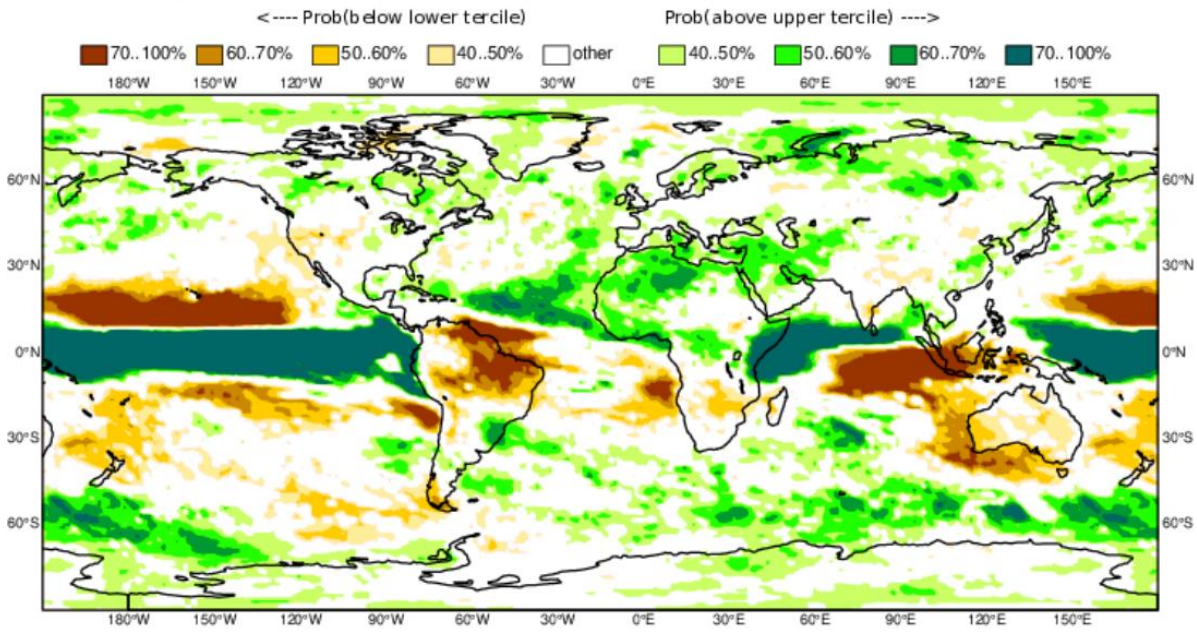 <---- Prob(below lower tercile) Prob(above upper tercile) ---->
70..100% 60..70% 50..60% 40..50% other 40..50% 50..60% 60..70% 70..100%
180°W 150°W 120°W 90°W 60°W 30°W 0°E 30°E 60°E 90°E 120°E 150°E
60°N 60°N
30°N 30°N
0°N 0°N
30°S 30°S
60°S 60°S
180°W 150°W 120°W 90°W 60°W 30°W 0°E 30°E 60°E 90°E 120°E 150°E